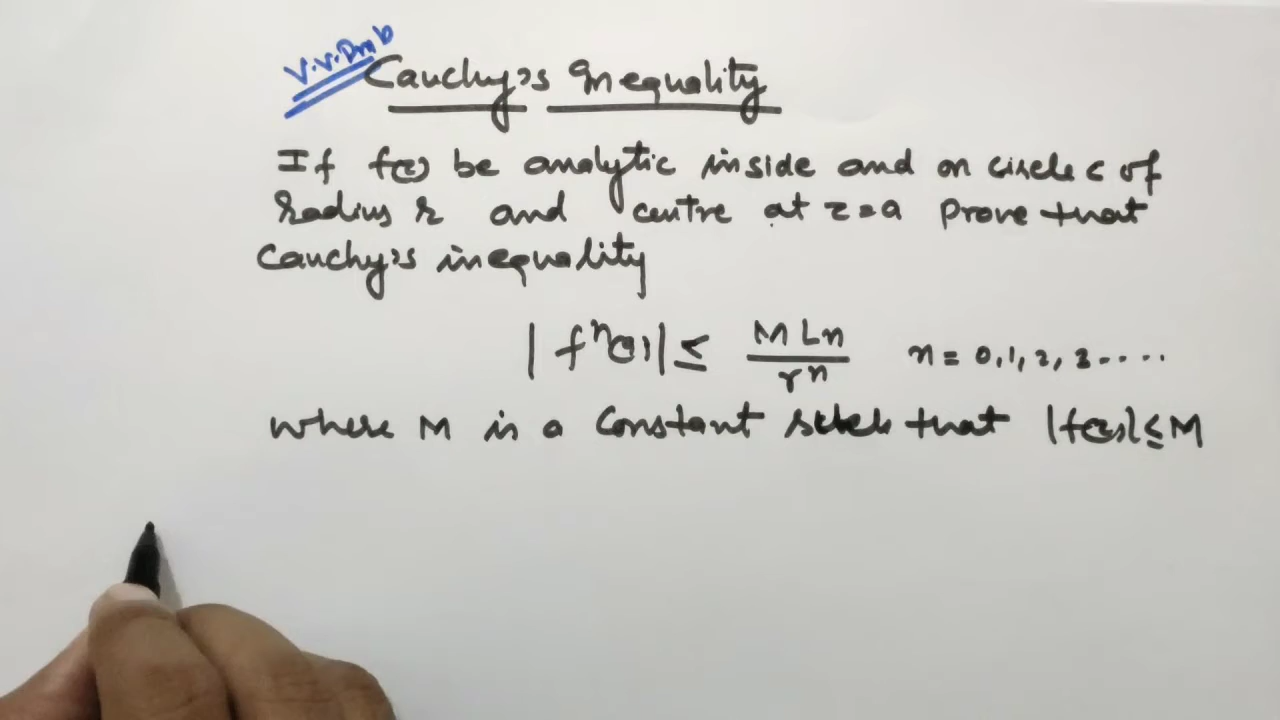 V.V.Imp
Cauchy's Inequality
If f(z) be analytic inside and on circle c of
radius r and centre at z=a prove that
Cauchy's inequality
|fⁿ(a)| ≤ M Ln / rⁿ n = 0,1,2,3.....
where M is a constant such that |f(z)| ≤ M